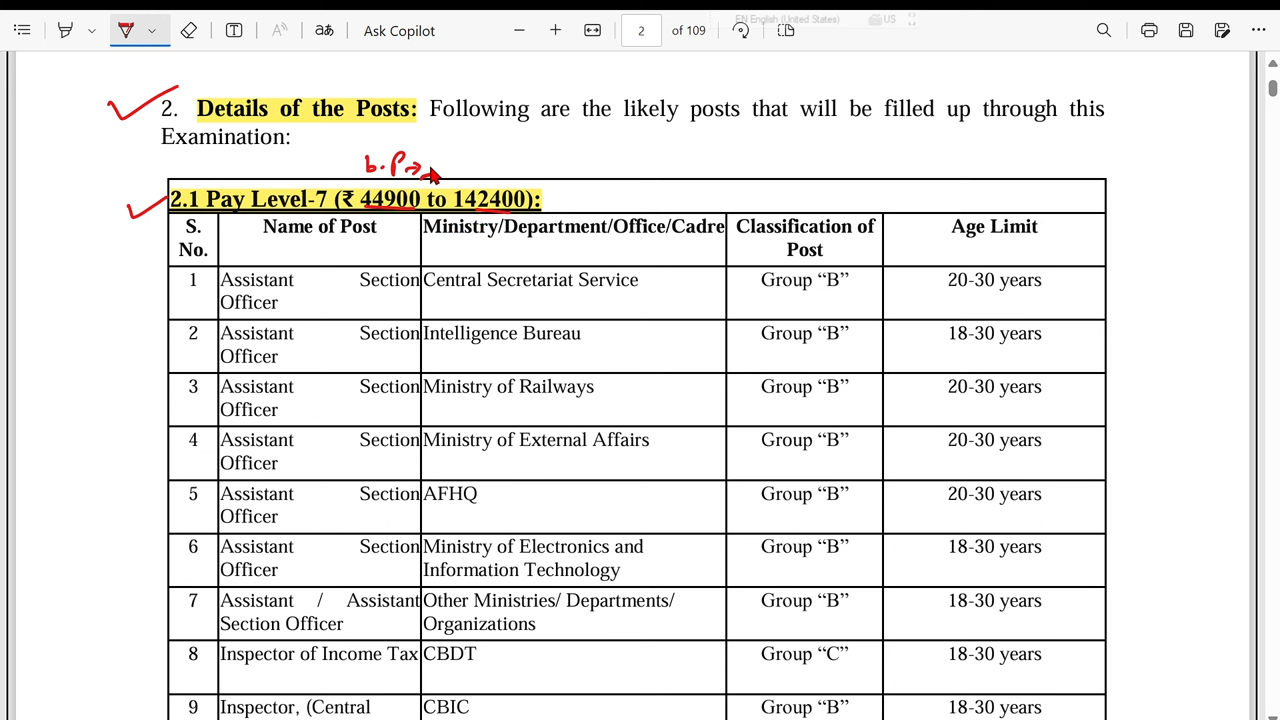 EN English (United States) US
Ask Copilot 2 of 109
2. Details of the Posts: Following are the likely posts that will be filled up through this
Examination:
b.P→
2.1 Pay Level-7 (₹ 44900 to 142400):
S. No. Name of Post Ministry/Department/Office/Cadre Classification of Post Age Limit
1 Assistant Section Officer Central Secretariat Service Group “B” 20-30 years
2 Assistant Section Officer Intelligence Bureau Group “B” 18-30 years
3 Assistant Section Officer Ministry of Railways Group “B” 20-30 years
4 Assistant Section Officer Ministry of External Affairs Group “B” 20-30 years
5 Assistant Section Officer AFHQ Group “B” 20-30 years
6 Assistant Section Officer Ministry of Electronics and Information Technology Group “B” 18-30 years
7 Assistant / Assistant Section Officer Other Ministries/ Departments/ Organizations Group “B” 18-30 years
8 Inspector of Income Tax CBDT Group “C” 18-30 years
9 Inspector, (Central CBIC Group “B” 18-30 years